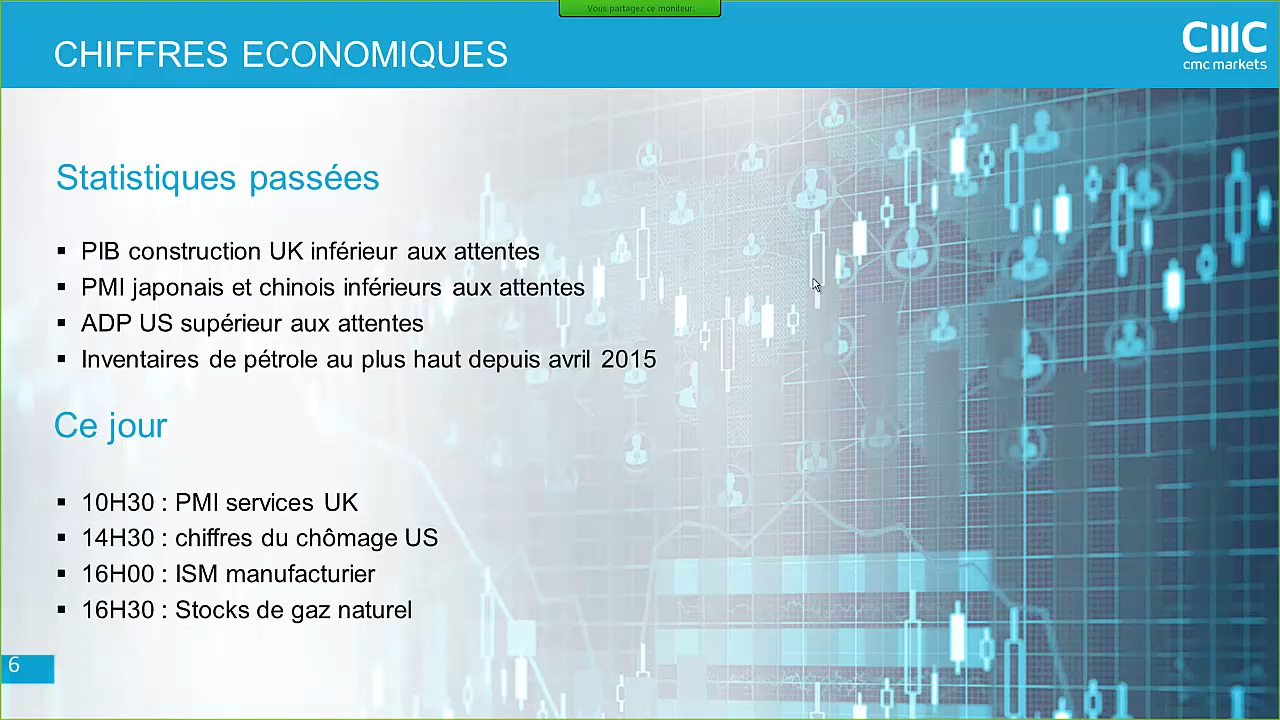 Vous partagez ce moniteur.
CHIFFRES ECONOMIQUES
CMC
cmc markets
Statistiques passées
▪ PIB construction UK inférieur aux attentes
▪ PMI japonais et chinois inférieurs aux attentes
▪ ADP US supérieur aux attentes
▪ Inventaires de pétrole au plus haut depuis avril 2015
Ce jour
▪ 10H30 : PMI services UK
▪ 14H30 : chiffres du chômage US
▪ 16H00 : ISM manufacturier
▪ 16H30 : Stocks de gaz naturel
6